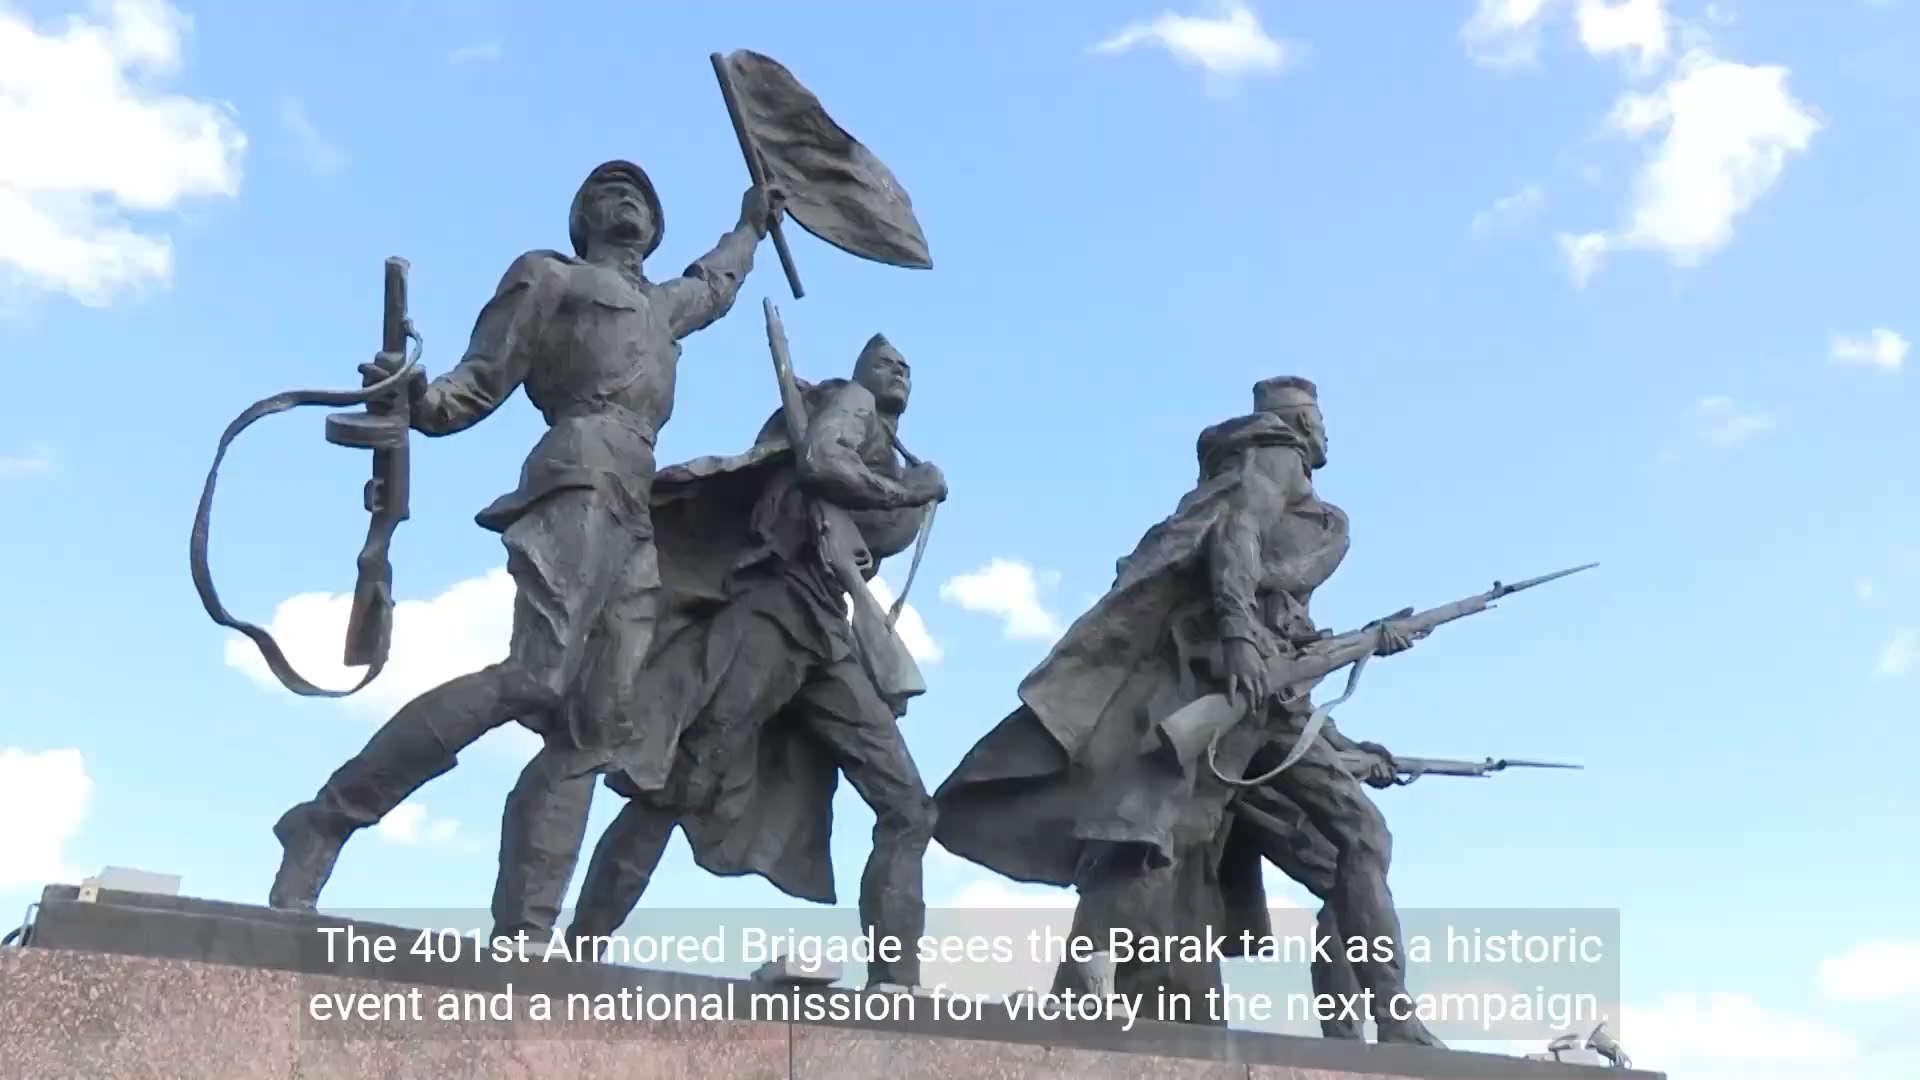 The 401st Armored Brigade sees the Barak tank as a historic
event and a national mission for victory in the next campaign.